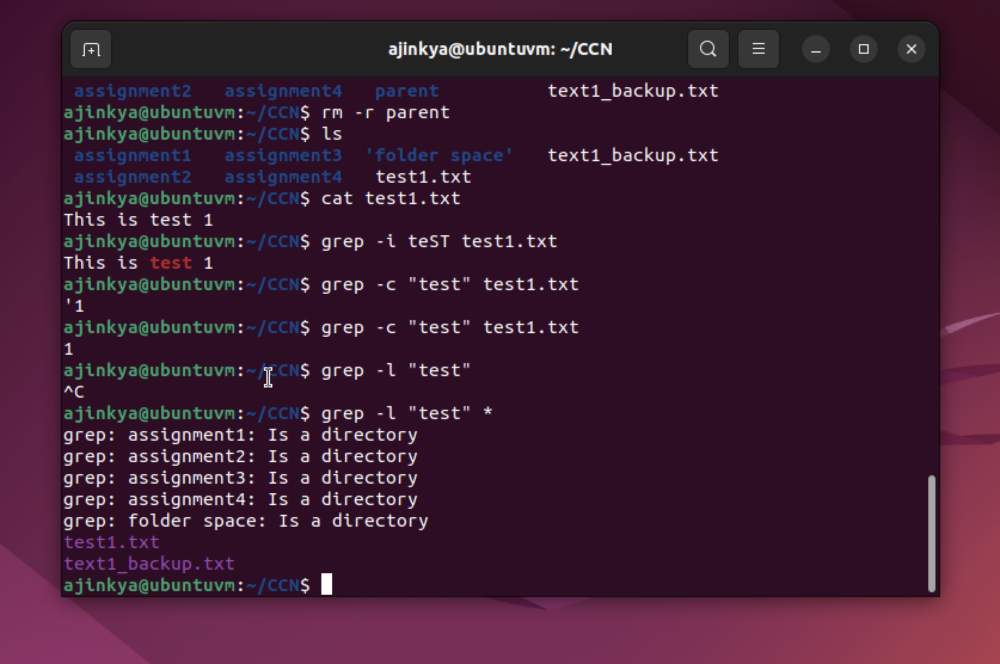 ajinkya@ubuntuvm: ~/CCN
assignment2   assignment4   parent          text1_backup.txt
ajinkya@ubuntuvm:~/CCN$ rm -r parent
ajinkya@ubuntuvm:~/CCN$ ls
assignment1   assignment3  'folder space'   text1_backup.txt
assignment2   assignment4   test1.txt
ajinkya@ubuntuvm:~/CCN$ cat test1.txt
This is test 1
ajinkya@ubuntuvm:~/CCN$ grep -i teST test1.txt
This is test 1
ajinkya@ubuntuvm:~/CCN$ grep -c "test" test1.txt
'1
ajinkya@ubuntuvm:~/CCN$ grep -c "test" test1.txt
1
ajinkya@ubuntuvm:~/CCN$ grep -l "test"
^C
ajinkya@ubuntuvm:~/CCN$ grep -l "test" *
grep: assignment1: Is a directory
grep: assignment2: Is a directory
grep: assignment3: Is a directory
grep: assignment4: Is a directory
grep: folder space: Is a directory
test1.txt
text1_backup.txt
ajinkya@ubuntuvm:~/CCN$